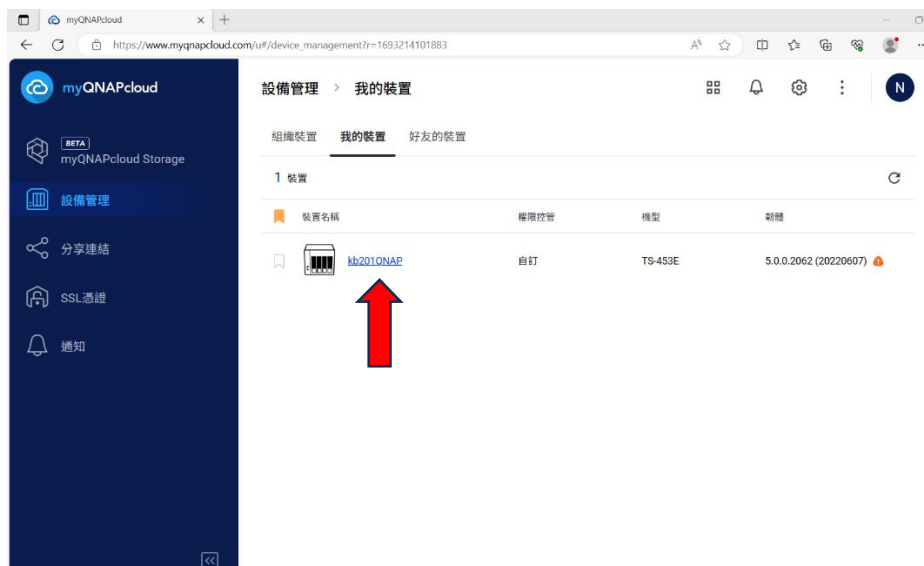 myQNAPcloud
https://www.myqnapcloud.com/u#/device_management?r=1693214101883
myQNAPcloud
設備管理 > 我的裝置
N
BETA
myQNAPcloud Storage
設備管理
分享連結
SSL憑證
通知
組織裝置 我的裝置 好友的裝置
1 裝置
裝置名稱 權限控管 機型 韌體
kb201QNAP 自訂 TS-453E 5.0.0.2062 (20220607)